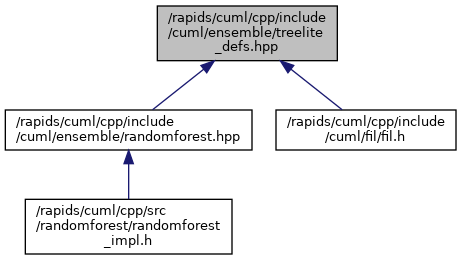 /rapids/cuml/cpp/include
/cuml/ensemble/treelite
_defs.hpp
/rapids/cuml/cpp/include
/cuml/ensemble/randomforest.hpp
/rapids/cuml/cpp/include
/cuml/fil/fil.h
/rapids/cuml/cpp/src
/randomforest/randomforest
_impl.h